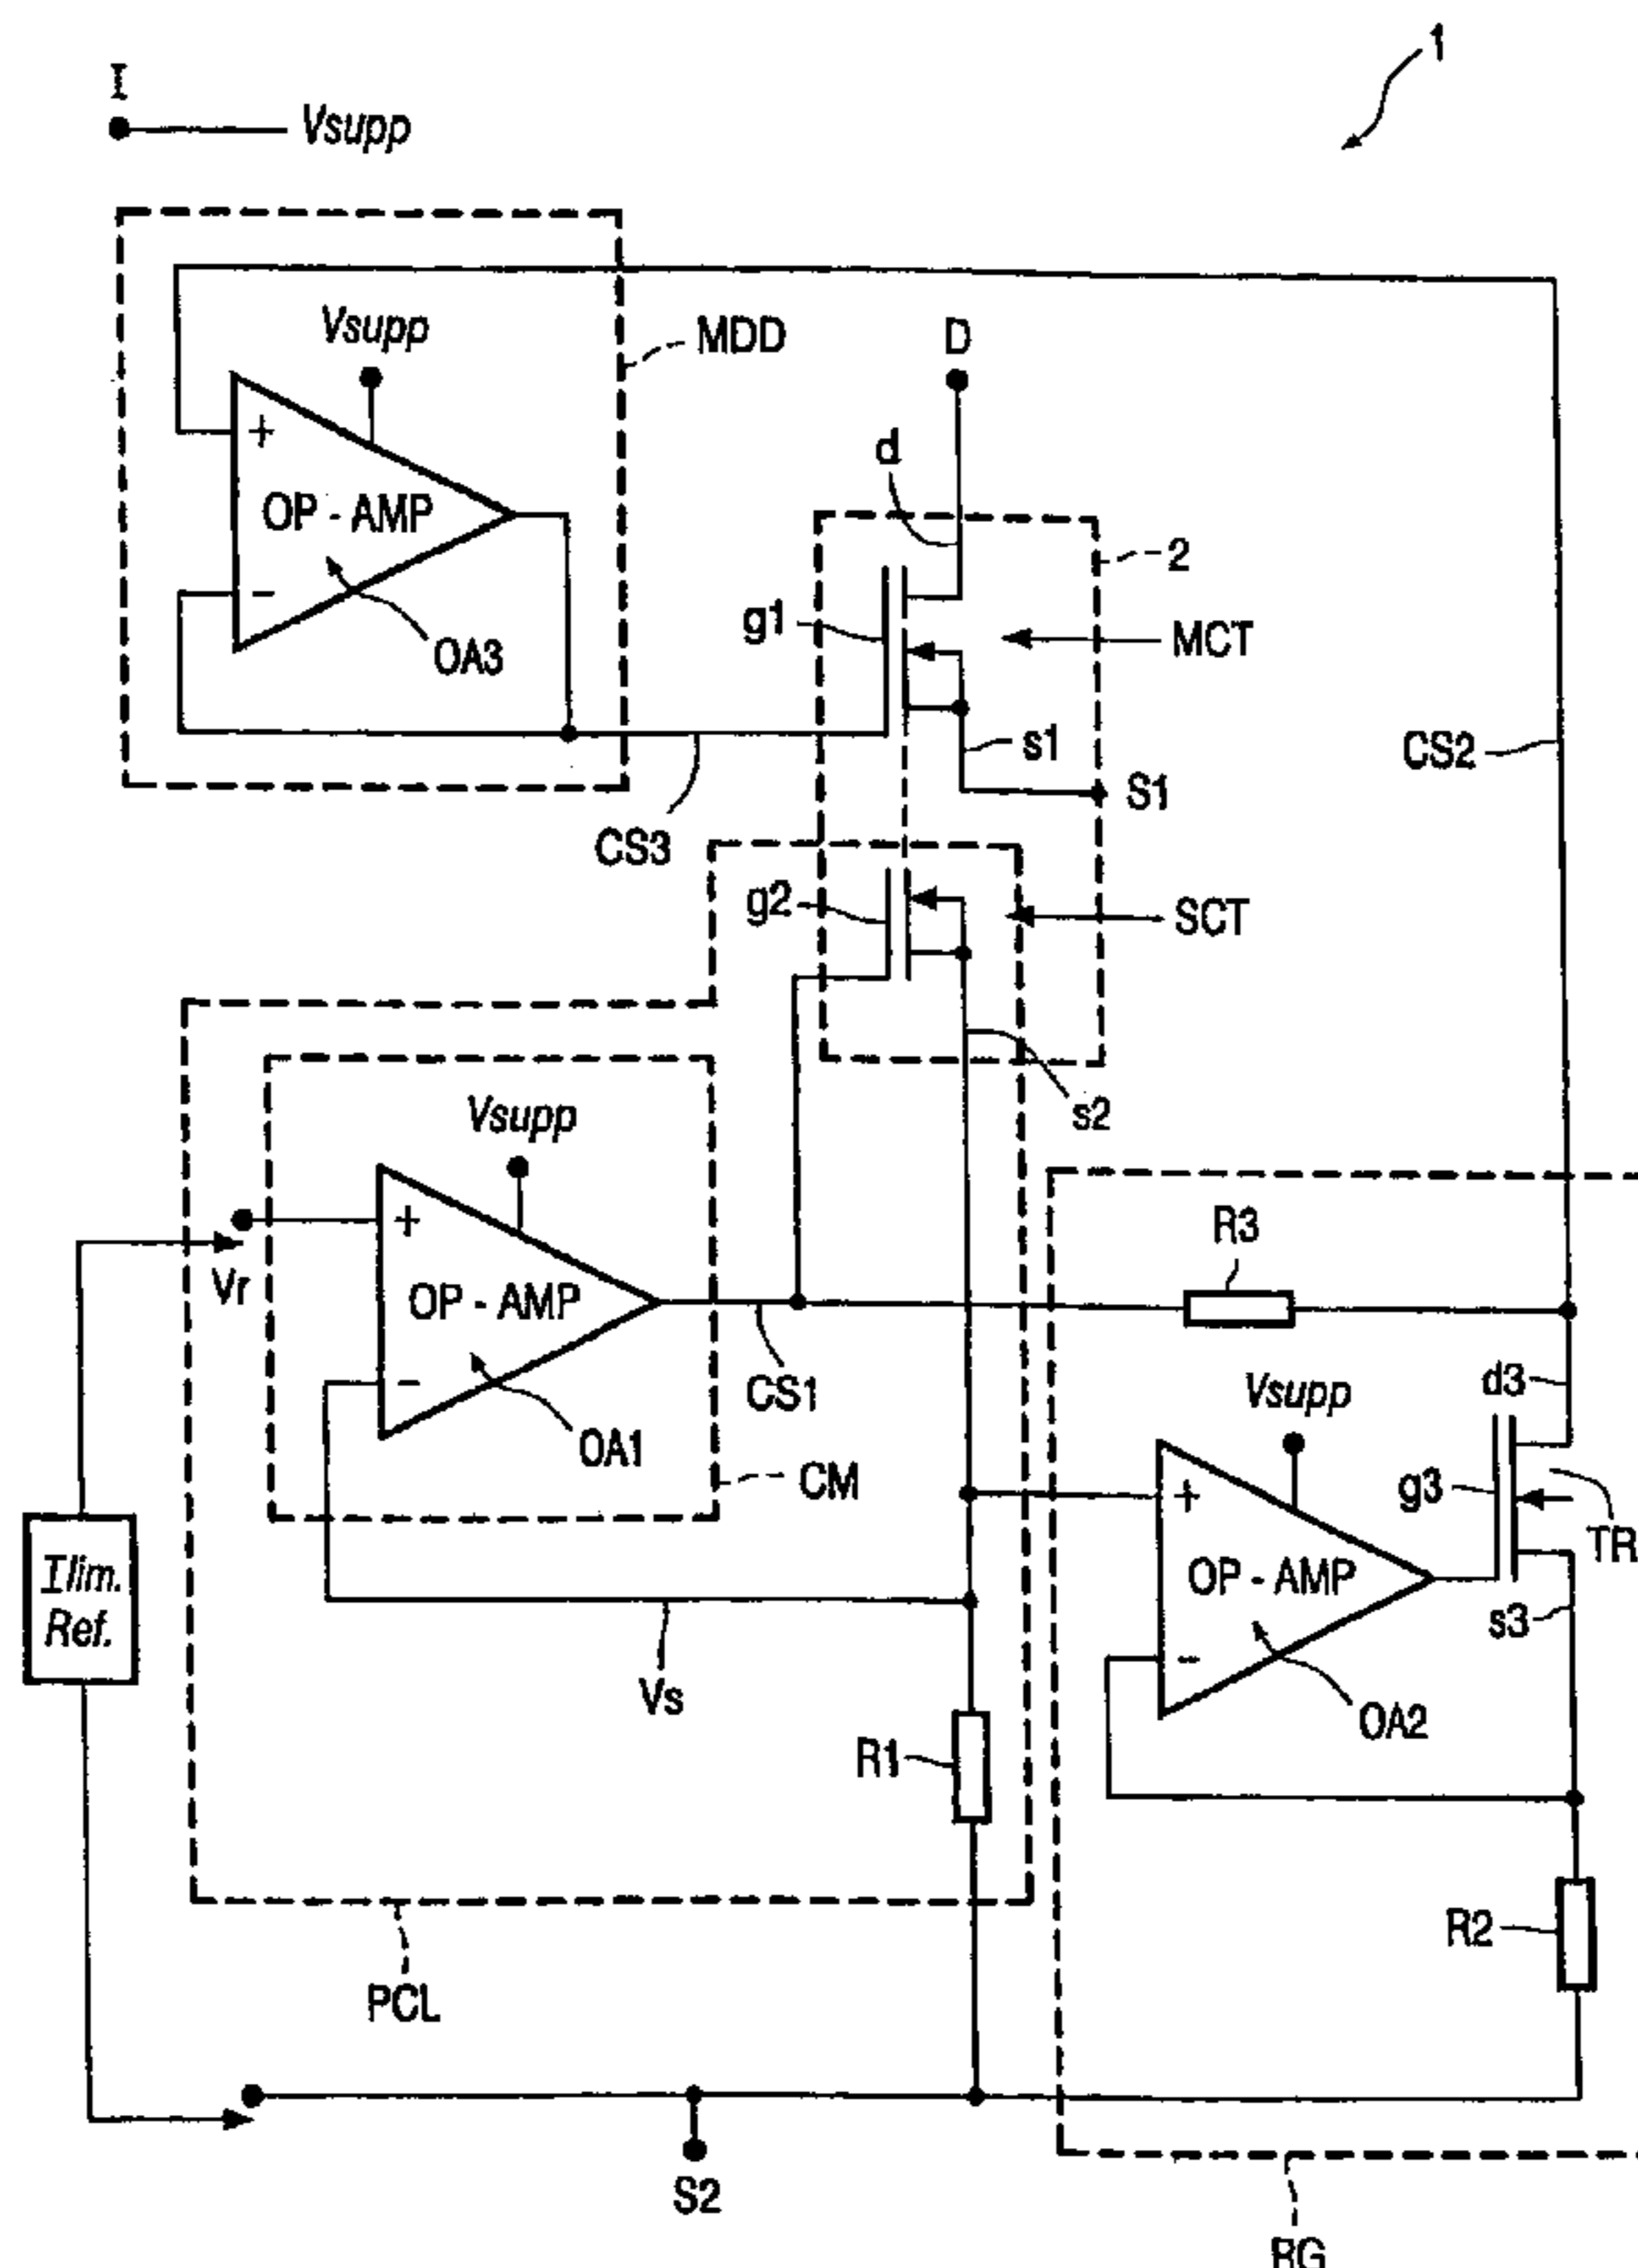 1
I
Vsupp
Vsupp
MDD
D
+
d
OP - AMP
2
g1
-
MCT
OA3
s1
CS2
S1
CS3
g2
SCT
Vsupp
s2
R3
+
Vr
OP - AMP
d3
CS1
Vsupp
-
OA1
g3
CM
+
TR
Ilim.
Ref.
OP - AMP
s3
-
Vs
OA2
R1
R2
PCL
S2